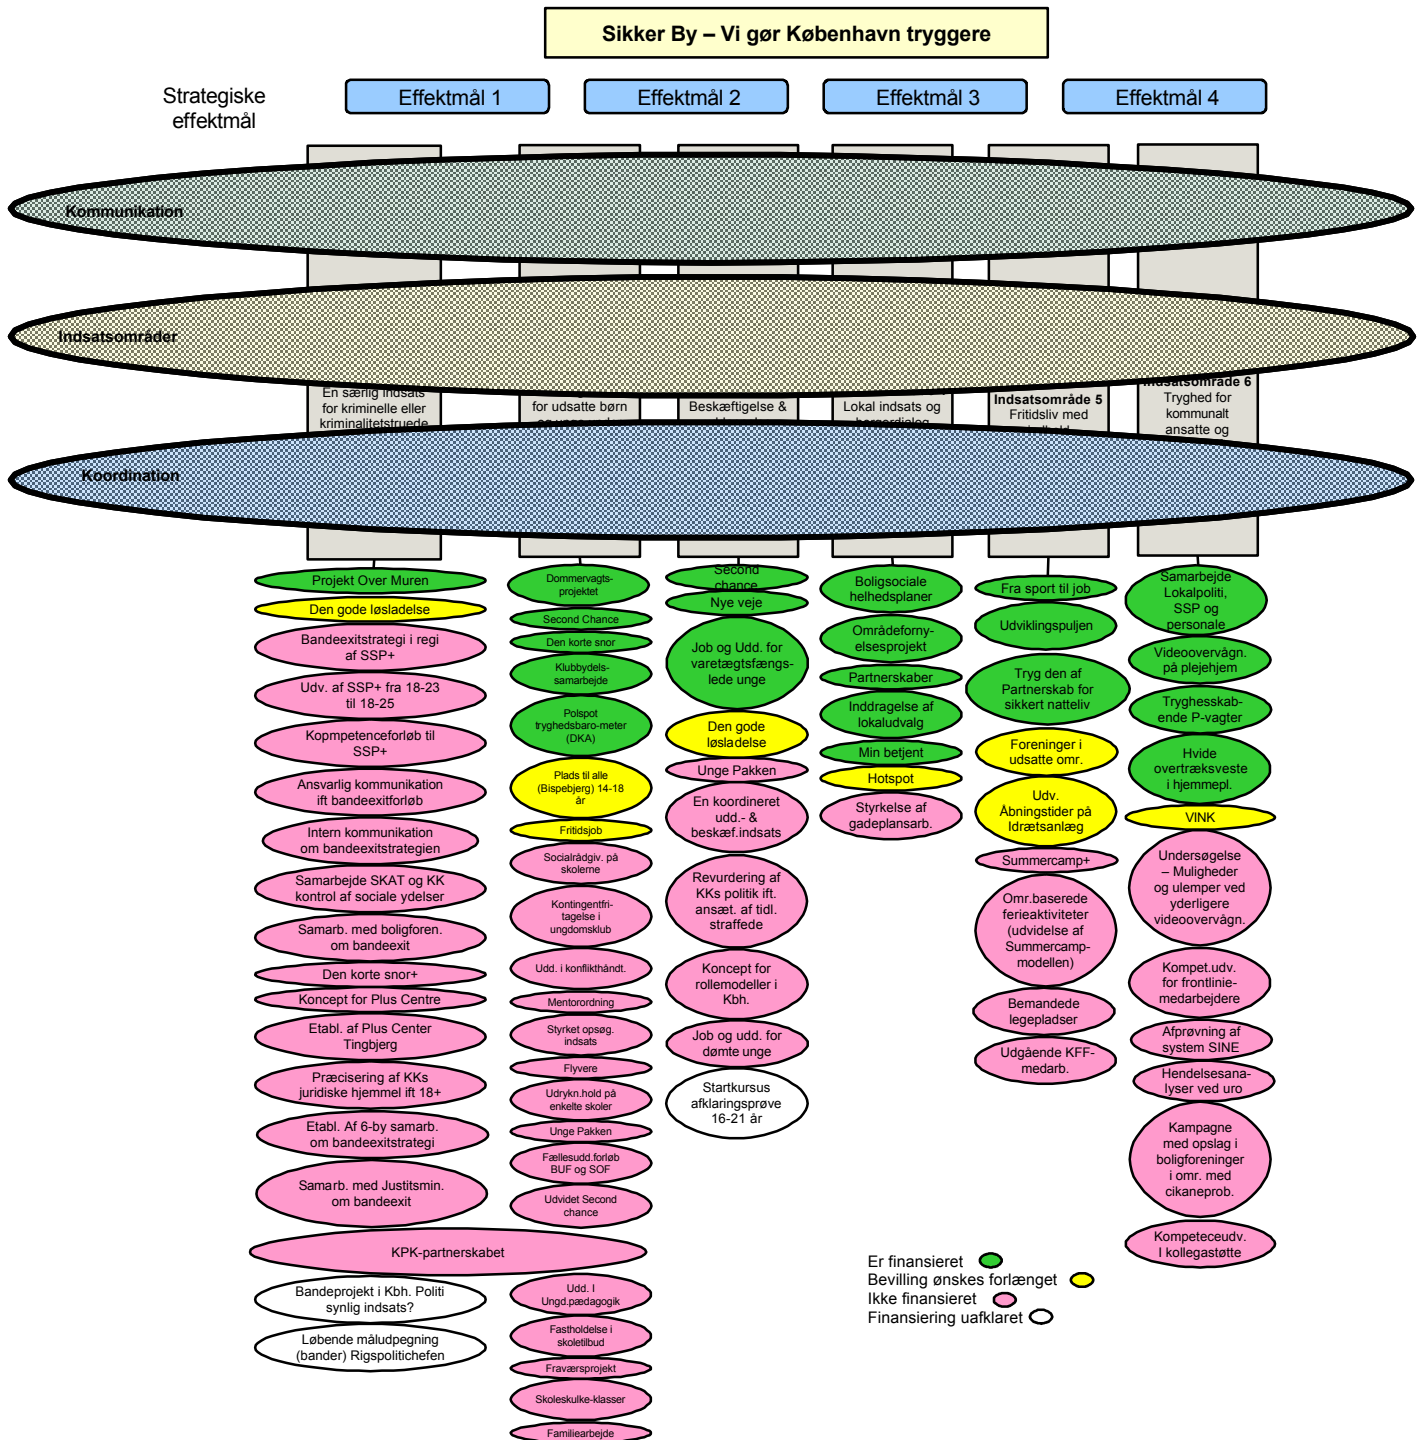 Sikker By – Vi gør København tryggere
Strategiske
effektmål
Effektmål 1
Effektmål 2
Effektmål 3
Effektmål 4
Kommunikation
Indsatsområder
En særlig indsats
for kriminelle eller
kriminalitetstruede
for udsatte børn
Beskæftigelse &
Lokal indsats og
borgerdialog
Indsatsområde 5
Fritidsliv med
indhold
Indsatsområde 6
Tryghed for
kommunalt
ansatte og
Koordination
Projekt Over Muren
Den gode løsladelse
Bandeexitstrategi i regi
af SSP+
Udv. af SSP+ fra 18-23
til 18-25
Kopmpetenceforløb til
SSP+
Ansvarlig kommunikation
ift bandeexitforløb
Intern kommunikation
om bandeexitstrategien
Samarbejde SKAT og KK
kontrol af sociale ydelser
Samarb. med boligforen.
om bandeexit
Den korte snor+
Koncept for Plus Centre
Etabl. af Plus Center
Tingbjerg
Præcisering af KKs
juridiske hjemmel ift 18+
Etabl. Af 6-by samarb.
om bandeexitstrategi
Samarb. med Justitsmin.
om bandeexit
KPK-partnerskabet
Bandeprojekt i Kbh. Politi
synlig indsats?
Løbende måludpegning
(bander) Rigspolitichefen
Dommervagts-
projektet
Second Chance
Den korte snor
Klubbydels-
samarbejde
Polspot
tryghedsbaro-meter
(DKA)
Plads til alle
(Bispebjerg) 14-18
år
Fritidsjob
Socialrådgiv. på
skolerne
Kontingentfri-
tagelse i
ungdomsklub
Udd. i konflikthåndt.
Mentorordning
Styrket opsøg.
indsats
Flyvere
Udrykn.hold på
enkelte skoler
Unge Pakken
Fællesudd.forløb
BUF og SOF
Udvidet Second
chance
Udd. I
Ungd.pædagogik
Fastholdelse i
skoletilbud
Fraværsprojekt
Skoleskulke-klasser
Familiearbejde
Second
chance
Nye veje
Job og Udd. for
varetægtsfængs-
lede unge
Den gode
løsladelse
Unge Pakken
En koordineret
udd.- &
beskæf.indsats
Revurdering af
KKs politik ift.
ansæt. af tidl.
straffede
Koncept for
rollemodeller i
Kbh.
Job og udd. for
dømte unge
Startkursus
afklaringsprøve
16-21 år
Boligsociale
helhedsplaner
Områdeforny-
elsesprojekt
Partnerskaber
Inddragelse af
lokaludvalg
Min betjent
Hotspot
Styrkelse af
gadeplansarb.
Fra sport til job
Udviklingspuljen
Tryg den af
Partnerskab for
sikkert natteliv
Foreninger i
udsatte omr.
Udv.
Åbningstider på
Idrætsanlæg
Summercamp+
Omr.baserede
ferieaktiviteter
(udvidelse af
Summercamp-
modellen)
Bemandede
legepladser
Udgående KFF-
medarb.
Samarbejde
Lokalpoliti,
SSP og
personale
Videoovervågn.
på plejehjem
Tryghesskab-
ende P-vagter
Hvide
overtræksveste
i hjemmepl.
VINK
Undersøgelse
– Muligheder
og ulemper ved
yderligere
videoovervågn.
Kompet.udv.
for frontlinie-
medarbejdere
Afprøvning af
system SINE
Hendelsesana-
lyser ved uro
Kampagne
med opslag i
boligforeninger
i omr. med
cikaneprob.
Kompeteceudv.
I kollegastøtte
Er finansieret
Bevilling ønskes forlænget
Ikke finansieret
Finansiering uafklaret